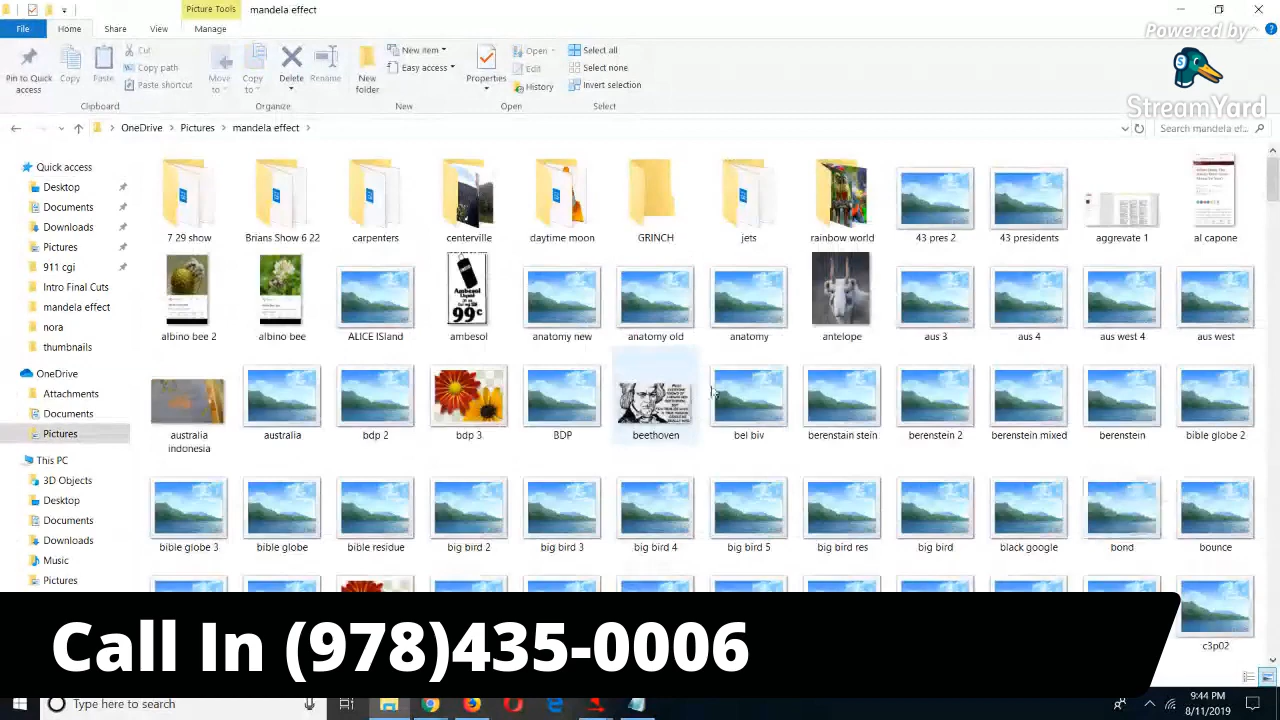 Picture Tools
mandela effect
File
Home
Share
View
Manage
Powered by
StreamYard
Pin to Quick access
Copy
Paste
Cut
Copy path
Paste shortcut
Clipboard
Move to
Copy to
Delete
Rename
Organize
New folder
New item
Easy access
New
Properties
Open
Edit
History
Open
Select all
Select none
Invert selection
Select
OneDrive > Pictures > mandela effect >
Search mandela ef...
Quick access
Desktop
Documents
Downloads
Pictures
911 cgi
Intro Final Cuts
mandela effect
nora
thumbnails
OneDrive
Attachments
Documents
Pictures
This PC
3D Objects
Desktop
Documents
Downloads
Music
Pictures
7 29 show
Brians Show 6 22
carpenters
centerville
daytime moon
GRINCH
jets
rainbow world
43 pres 2
43 presidents
aggrevate 1
al capone
albino bee 2
albino bee
ALICE ISland
Ambesol
99¢
ambesol
anatomy new
anatomy old
anatomy
antelope
aus 3
aus 4
aus west 4
aus west
australia indonesia
australia
bdp 2
bdp 3
BDP
beethoven
bel biv
berenstain stein
berenstein 2
berenstein mixed
berenstein
bible globe 2
bible globe 3
bible globe
bible residue
big bird 2
big bird 3
big bird 4
big bird 5
big bird res
big bird
black google
bond
bounce
c3p02
Call In (978)435-0006
Type here to search
9:44 PM
8/11/2019